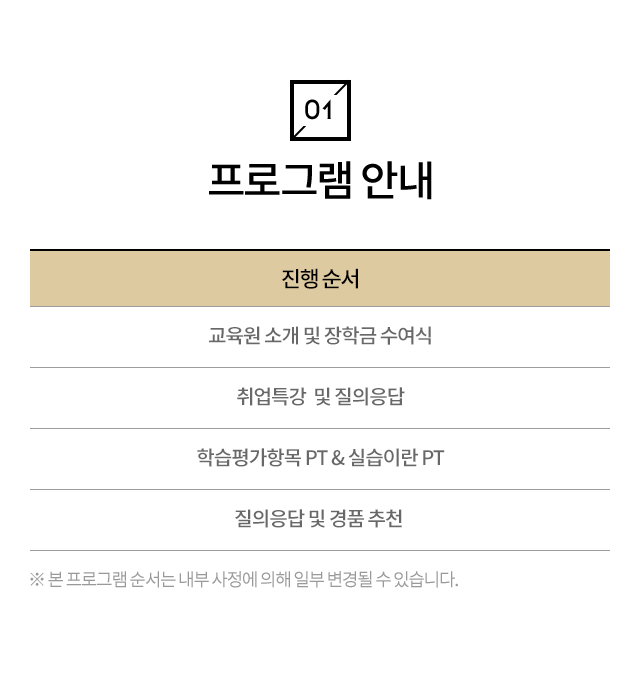 01
프로그램 안내
진행 순서
교육원 소개 및 장학금 수여식
취업특강 및 질의응답
학습평가항목 PT & 실습이란 PT
질의응답 및 경품 추천
※ 본 프로그램 순서는 내부 사정에 의해 일부 변경될 수 있습니다.